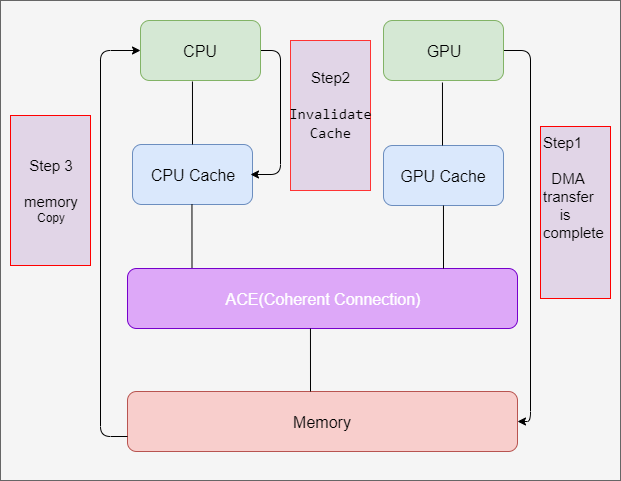 CPU
GPU
Step2
Invalidate
Cache
Step1
DMA
transfer
is
complete
Step 3
memory
Copy
CPU Cache
GPU Cache
ACE(Coherent Connection)
Memory